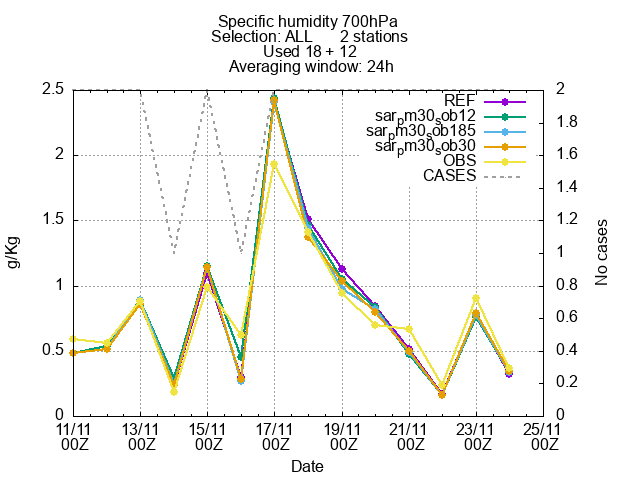 Specific humidity 700hPa
Selection: ALL 2 stations
Used 18 + 12
Averaging window: 24h
REF
sarpm30sob12
sarpm30sob185
sarpm30sob30
OBS
CASES
2.5
2
1.5
1
0.5
0
2
1.8
1.6
1.4
1.2
1
0.8
0.6
0.4
0.2
0
g/Kg
No cases
11/11 13/11 15/11 17/11 19/11 21/11 23/11 25/11
00Z 00Z 00Z 00Z 00Z 00Z 00Z 00Z
Date